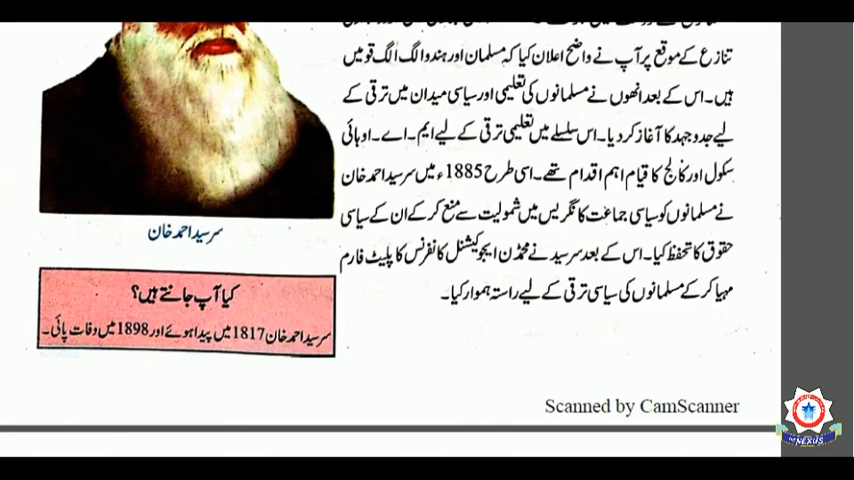 تنازع کے موقع پر آپ نے واضح اعلان کیا کہ مسلمان اور ہندو الگ الگ قومیں
ہیں۔ اس کے بعد انھوں نے مسلمانوں کی تعلیمی اور سیاسی میدان میں ترقی کے
لیے جدوجہد کا آغاز کر دیا۔ اس سلسلے میں تعلیمی ترقی کے لیے ایم۔اے۔او ہائی
سکول اور کالج کا قیام اہم اقدام تھے۔ اسی طرح 1885ء میں سرسید احمد خان
نے مسلمانوں کو سیاسی جماعت کانگریس میں شمولیت سے منع کر کے ان کے سیاسی
حقوق کا تحفظ کیا۔ اس کے بعد سرسید نے محمڈن ایجوکیشنل کانفرنس کا پلیٹ فارم
مہیا کر کے مسلمانوں کی سیاسی ترقی کے لیے راستہ ہموار کیا۔
سرسید احمد خان
کیا آپ جانتے ہیں؟
سرسید احمد خان 1817 میں پیدا ہوئے اور 1898 میں وفات پائی۔
Scanned by CamScanner
NEXUS